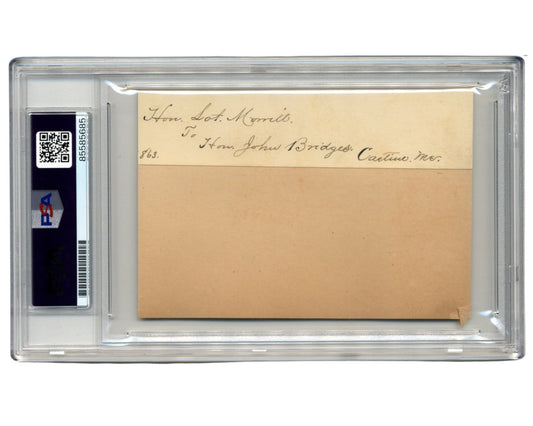 Hon. Lot. Morrill.
To
Hon. John Bridges. Castine. Me.
863.
PSA
85585685